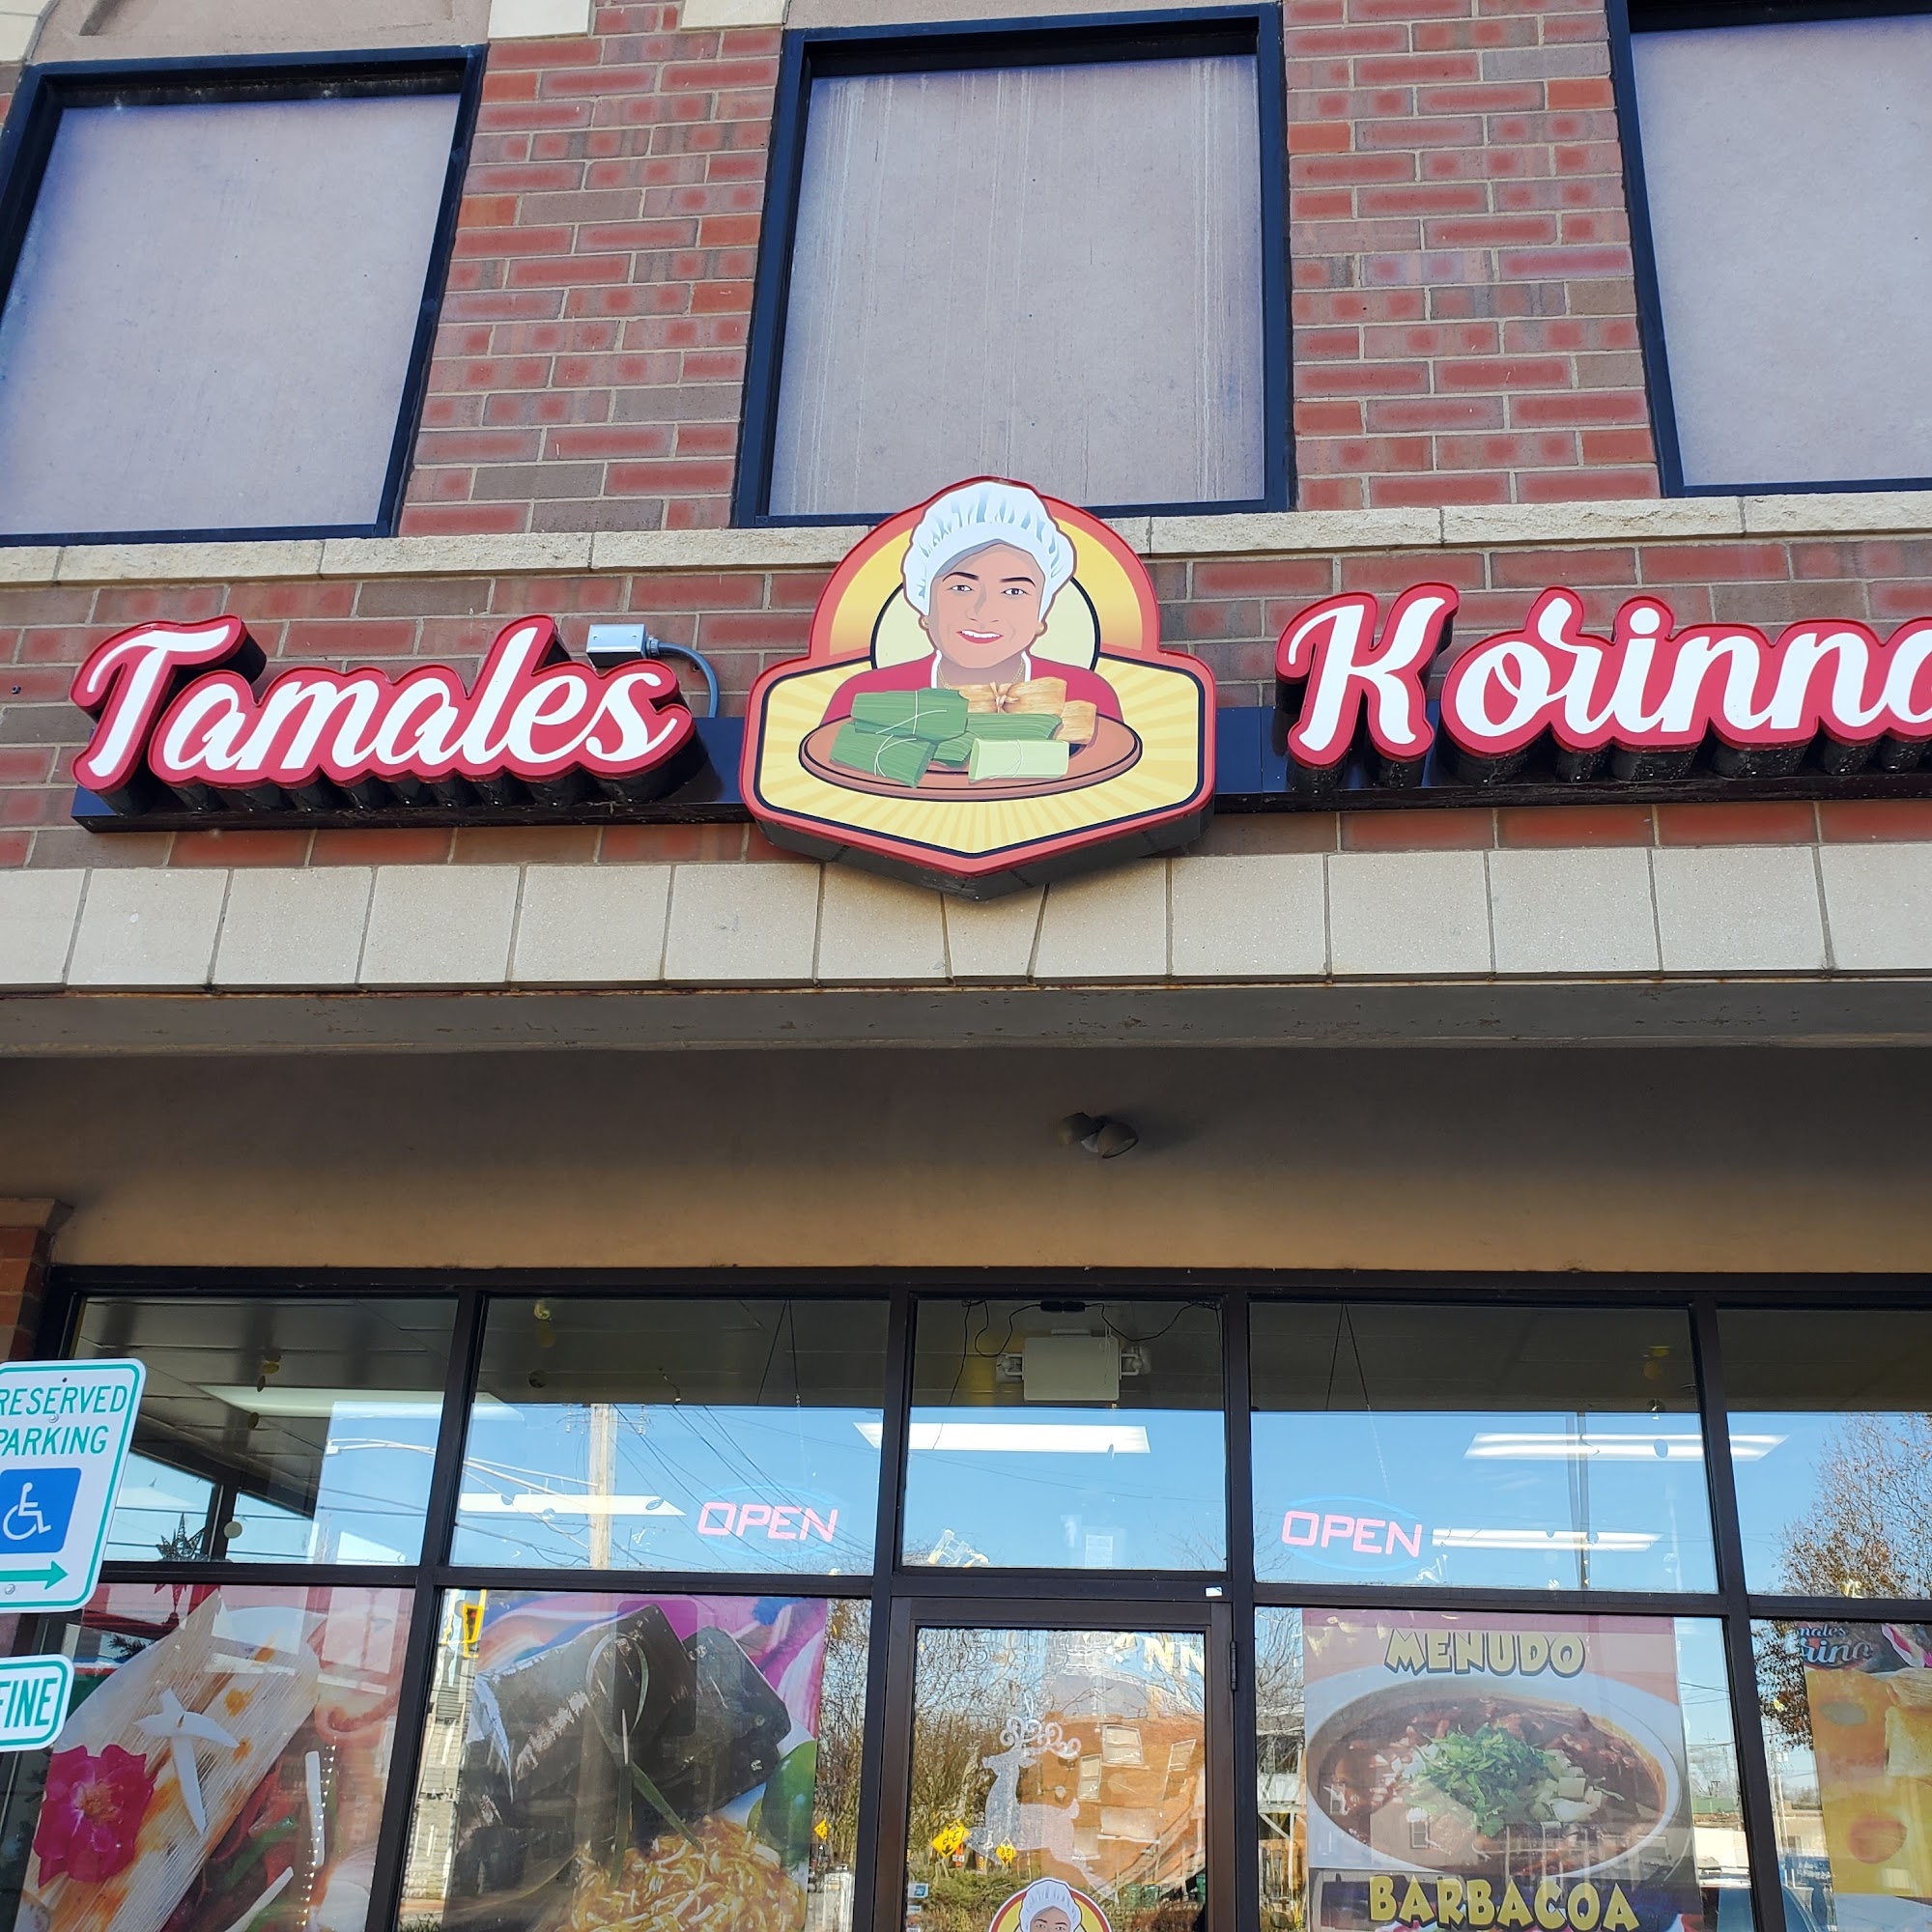 Tamales Korinna
RESERVED
PARKING
OPEN
OPEN
FINE
MENUDO
BARBACOA